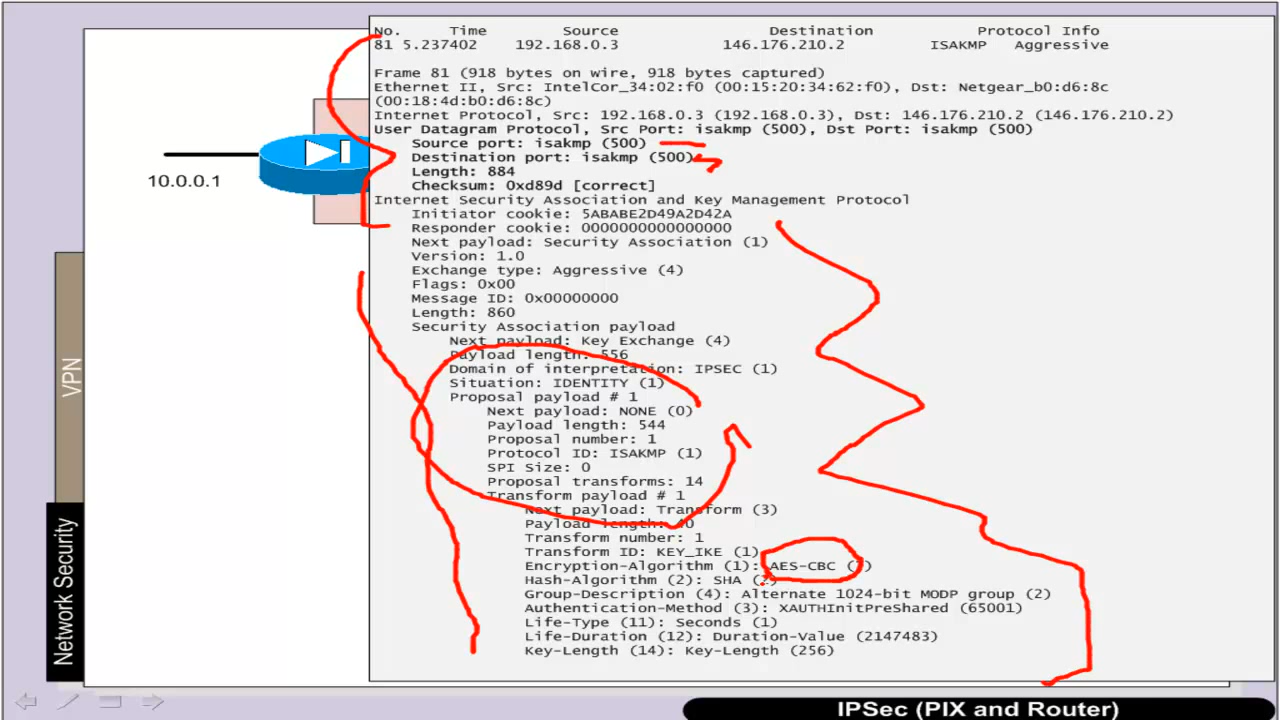 No. Time Source Destination Protocol Info
81 5.237402 192.168.0.3 146.176.210.2 ISAKMP Aggressive
Frame 81 (918 bytes on wire, 918 bytes captured)
Ethernet II, Src: IntelCor_34:02:f0 (00:15:20:34:62:f0), Dst: Netgear_b0:d6:8c
(00:18:4d:b0:d6:8c)
Internet Protocol, Src: 192.168.0.3 (192.168.0.3), Dst: 146.176.210.2 (146.176.210.2)
User Datagram Protocol, Src Port: isakmp (500), Dst Port: isakmp (500)
Source port: isakmp (500)
Destination port: isakmp (500)
Length: 884
Checksum: 0xd89d [correct]
Internet Security Association and Key Management Protocol
Initiator cookie: 5ABABE2D49A2D42A
Responder cookie: 0000000000000000
Next payload: Security Association (1)
Version: 1.0
Exchange type: Aggressive (4)
Flags: 0x00
Message ID: 0x00000000
Length: 860
Security Association payload
Next payload: Key Exchange (4)
Payload length: 556
Domain of interpretation: IPSEC (1)
Situation: IDENTITY (1)
Proposal payload # 1
Next payload: NONE (0)
Payload length: 544
Proposal number: 1
Protocol ID: ISAKMP (1)
SPI Size: 0
Proposal transforms: 14
Transform payload # 1
Next payload: Transform (3)
Payload length: 40
Transform number: 1
Transform ID: KEY_IKE (1)
Encryption-Algorithm (1): AES-CBC
Hash-Algorithm (2): SHA
Group-Description (4): Alternate 1024-bit MODP group (2)
Authentication-Method (3): XAUTHInitPreShared (65001)
Life-Type (11): Seconds (1)
Life-Duration (12): Duration-Value (2147483)
Key-Length (14): Key-Length (256)
10.0.0.1
VPN
Network Security
IPSec (PIX and Router)